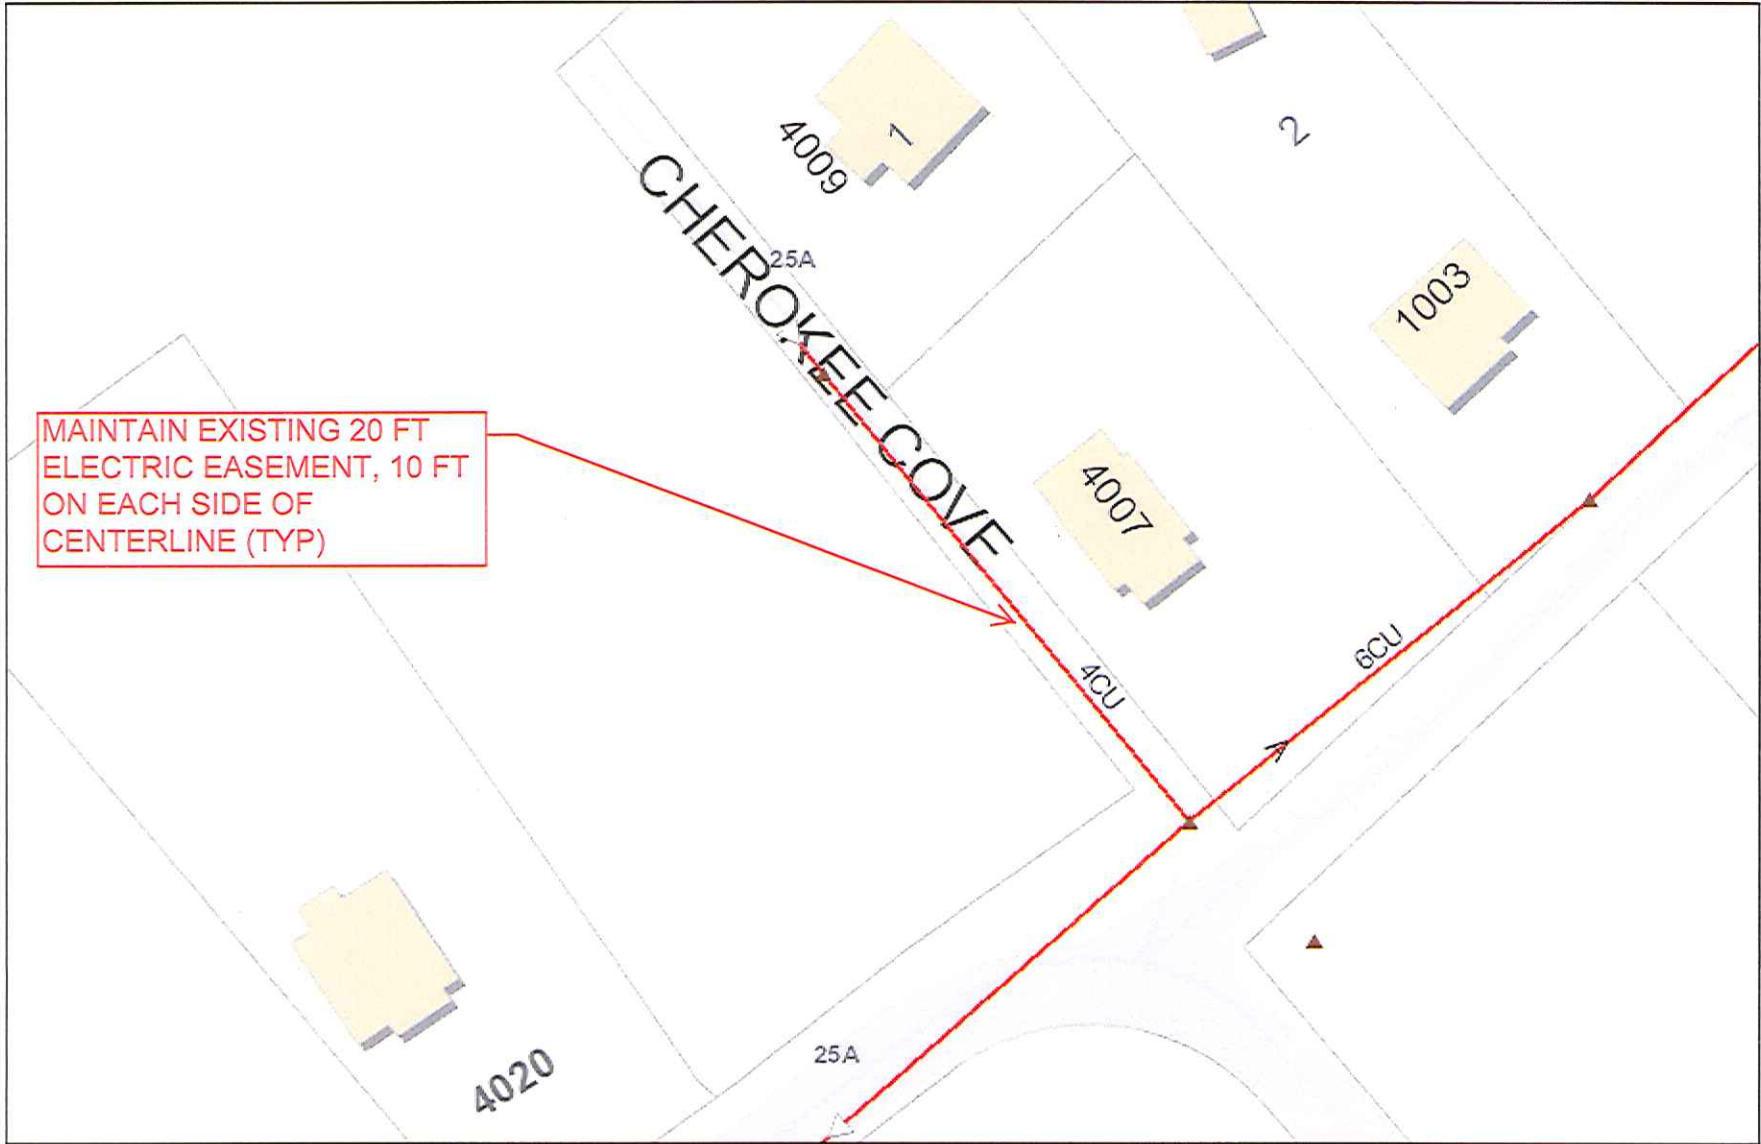 1
4009
2
CHEROKEE COVE
25A
1003
MAINTAIN EXISTING 20 FT
ELECTRIC EASEMENT, 10 FT
ON EACH SIDE OF
CENTERLINE (TYP)
4007
6CU
4CU
25A
4020